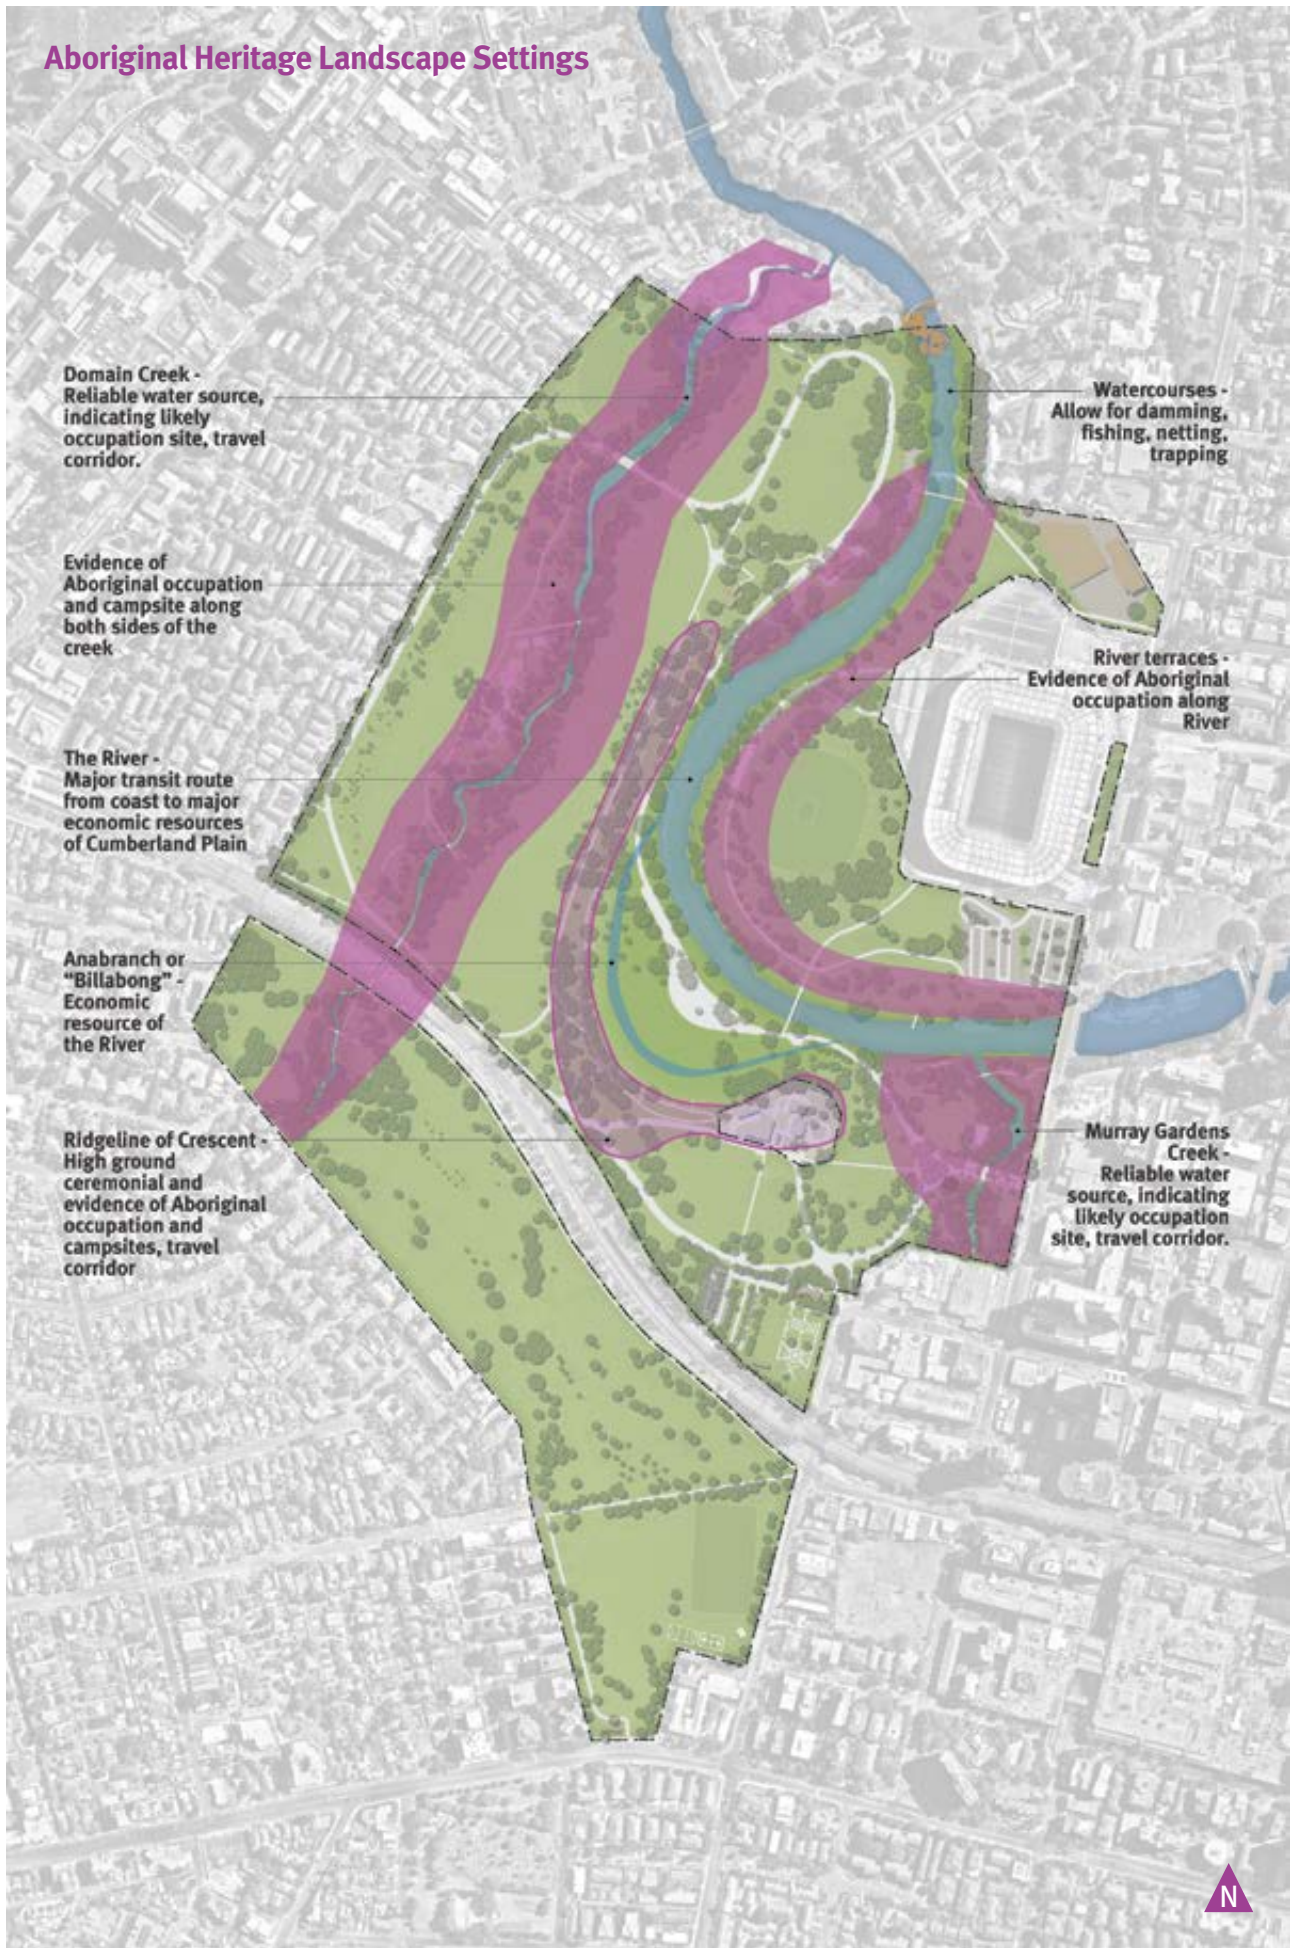 Aboriginal Heritage Landscape Settings
Domain Creek -
Reliable water source,
indicating likely
occupation site, travel
corridor.
Evidence of
Aboriginal occupation
and campsite along
both sides of the
creek
The River -
Major transit route
from coast to major
economic resources
of Cumberland Plain
Anabranch or
“Billabong” -
Economic
resource of
the River
Ridgeline of Crescent -
High ground
ceremonial and
evidence of Aboriginal
occupation and
campsites, travel
corridor
Watercourses -
Allow for damming,
fishing, netting,
trapping
River terraces -
Evidence of Aboriginal
occupation along
River
Murray Gardens
Creek -
Reliable water
source, indicating
likely occupation
site, travel corridor.
N